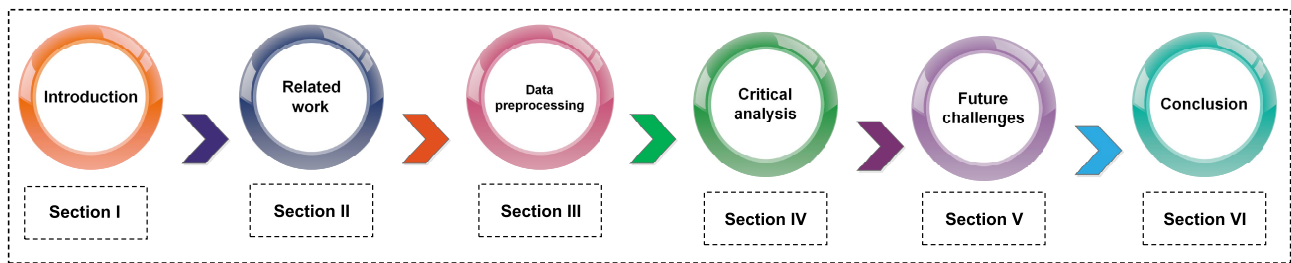 Introduction
Related
work
Data
preprocessing
Critical
analysis
Future
challenges
Conclusion
Section I
Section II
Section III
Section IV
Section V
Section VI